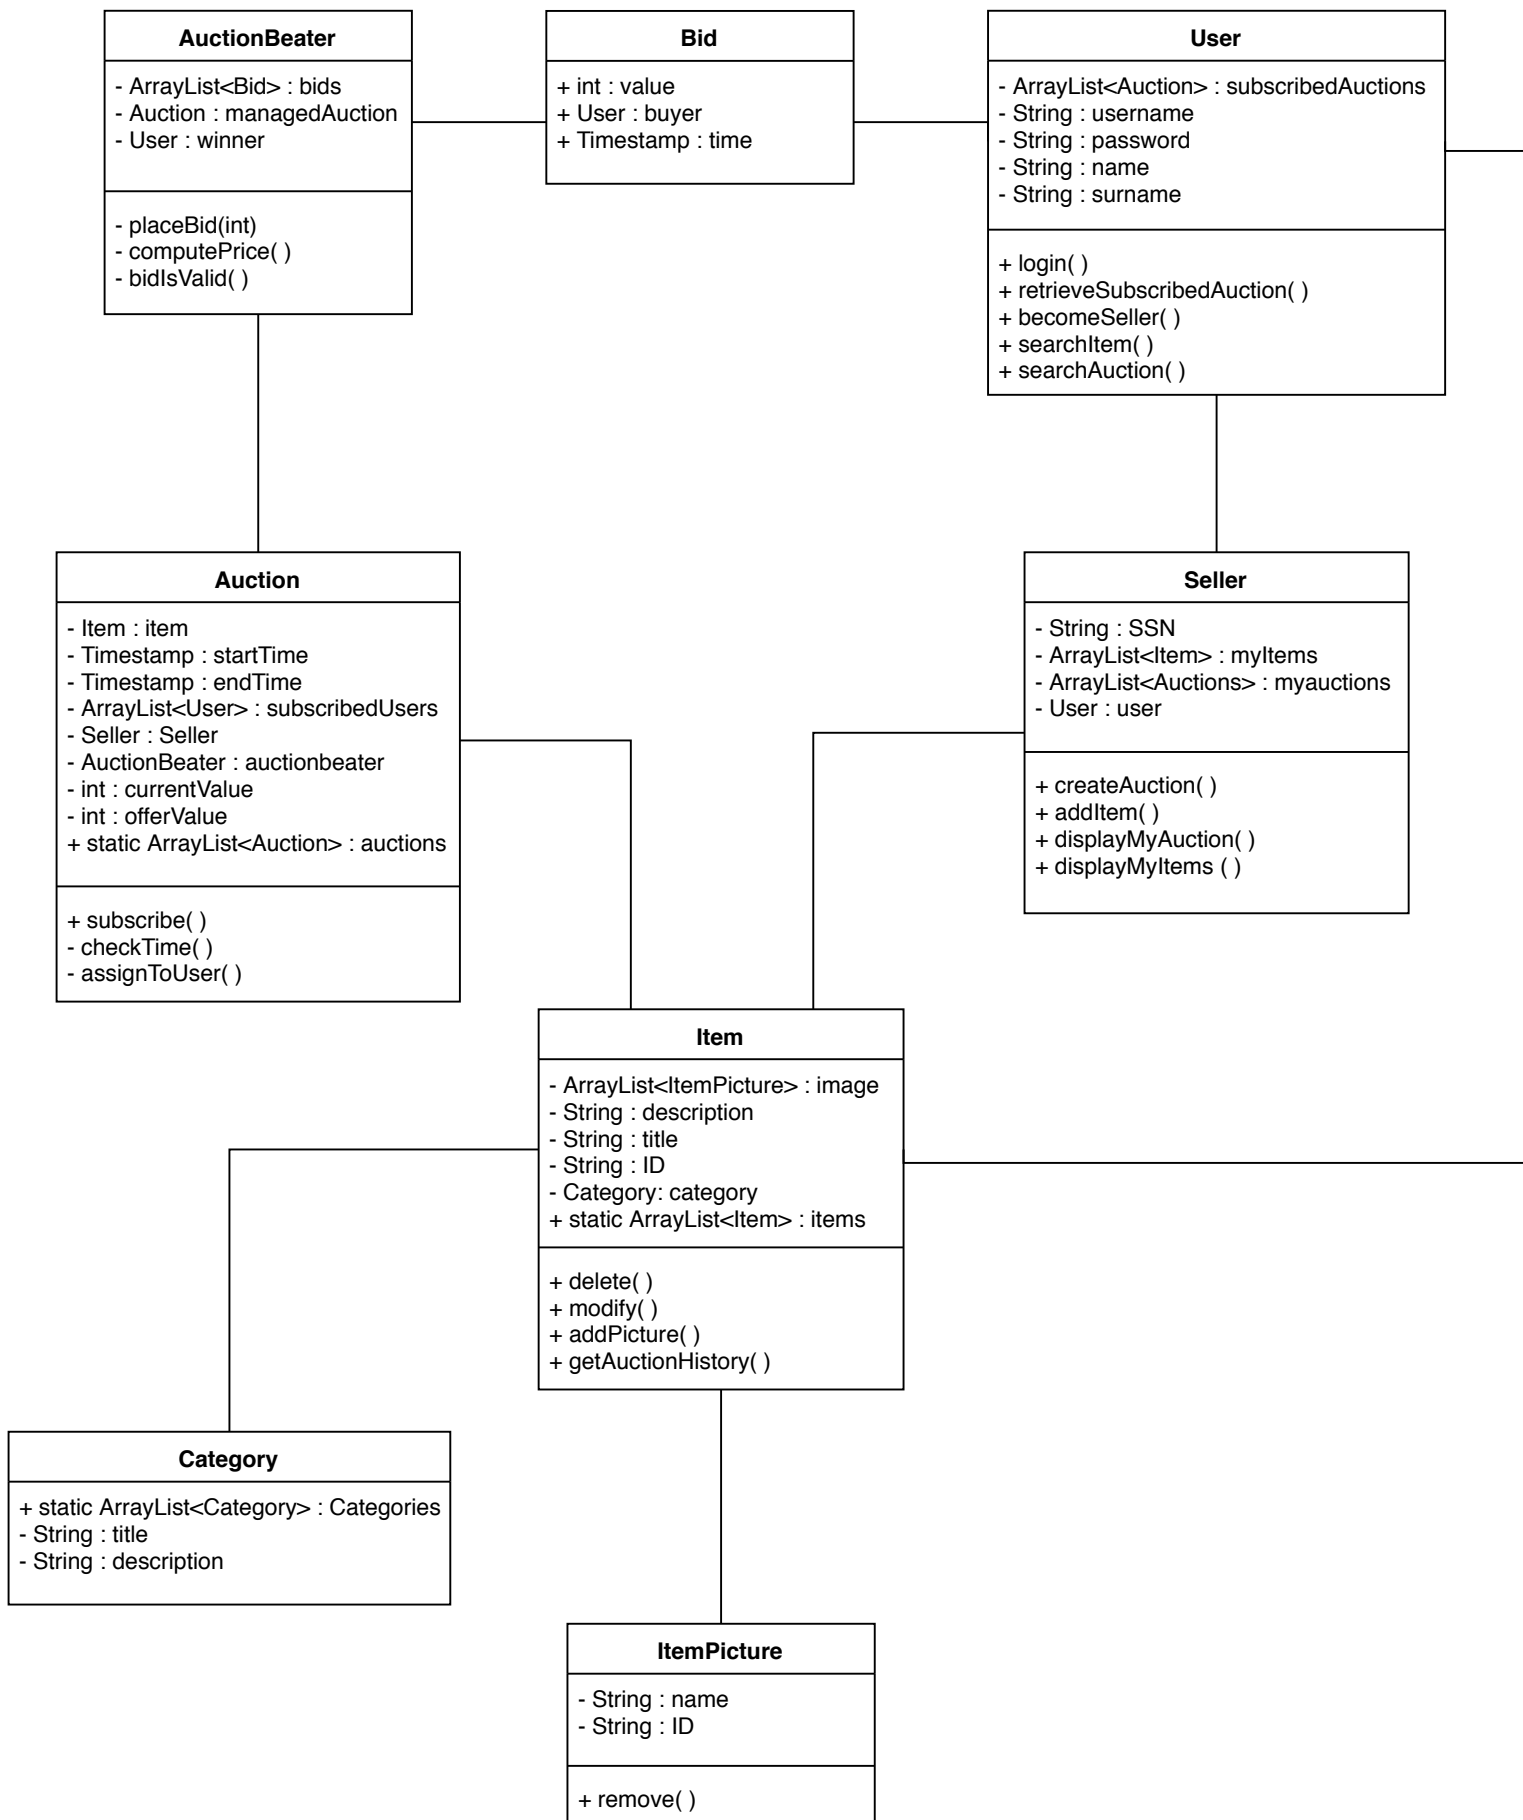 AuctionBeater
- ArrayList<Bid> : bids
- Auction : managedAuction
- User : winner
- placeBid(int)
- computePrice( )
- bidIsValid( )
Bid
+ int : value
+ User : buyer
+ Timestamp : time
User
- ArrayList<Auction> : subscribedAuctions
- String : username
- String : password
- String : name
- String : surname
+ login( )
+ retrieveSubscribedAuction( )
+ becomeSeller( )
+ searchItem( )
+ searchAuction( )
Auction
- Item : item
- Timestamp : startTime
- Timestamp : endTime
- ArrayList<User> : subscribedUsers
- Seller : Seller
- AuctionBeater : auctionbeater
- int : currentValue
- int : offerValue
+ static ArrayList<Auction> : auctions
+ subscribe( )
- checkTime( )
- assignToUser( )
Seller
- String : SSN
- ArrayList<Item> : myItems
- ArrayList<Auctions> : myauctions
- User : user
+ createAuction( )
+ addItem( )
+ displayMyAuction( )
+ displayMyItems ( )
Item
- ArrayList<ItemPicture> : image
- String : description
- String : title
- String : ID
- Category: category
+ static ArrayList<Item> : items
+ delete( )
+ modify( )
+ addPicture( )
+ getAuctionHistory( )
Category
+ static ArrayList<Category> : Categories
- String : title
- String : description
ItemPicture
- String : name
- String : ID
+ remove( )